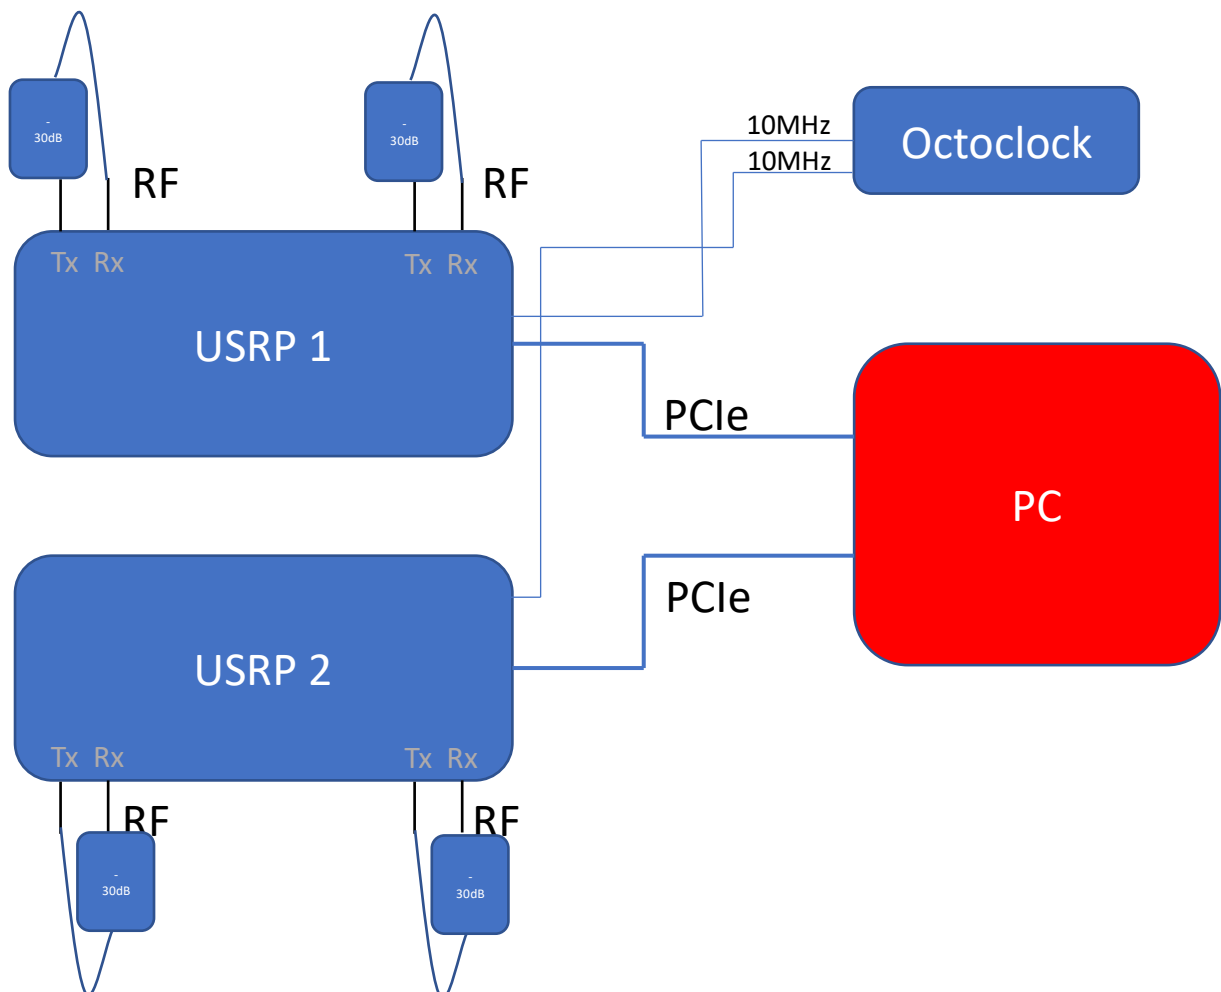 -
30dB
RF
-
30dB
RF
10MHz
10MHz
Octoclock
Tx Rx
Tx Rx
USRP 1
PCIe
PC
PCIe
USRP 2
Tx Rx
Tx Rx
RF
RF
-
30dB
-
30dB